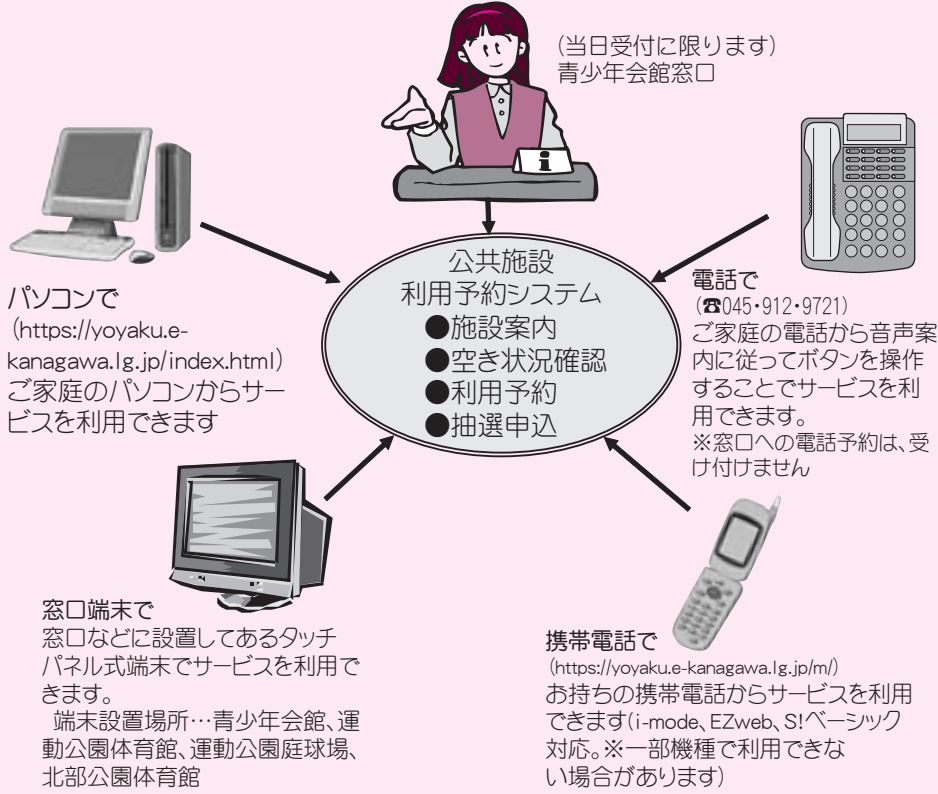 (当日受付に限ります)
青少年会館窓口
i
公共施設
利用予約システム
●施設案内
●空き状況確認
●利用予約
●抽選申込
パソコンで
(https://yoyaku.e-
kanagawa.lg.jp/index.html)
ご家庭のパソコンからサー
ビスを利用できます
電話で
(☎045・912・9721)
ご家庭の電話から音声案
内に従ってボタンを操作
することでサービスを利
用できます。
※窓口への電話予約は、受
け付けません
窓口端末で
窓口などに設置してあるタッチ
パネル式端末でサービスを利用で
きます。
端末設置場所…青少年会館、運
動公園体育館、運動公園庭球場、
北部公園体育館
携帯電話で
(https://yoyaku.e-kanagawa.lg.jp/m/)
お持ちの携帯電話からサービスを利用
できます(i-mode、EZweb、S!ベーシック
対応。※一部機種で利用できな
い場合があります)